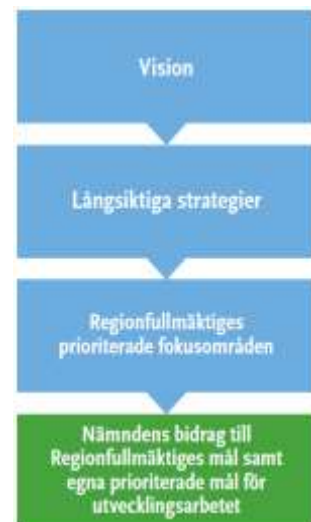 Vision
Långsiktiga strategier
Regionfullmäktiges
prioriterade fokusområden
Nämndens bidrag till
Regionfullmäktiges mål samt
egna prioriterade mål för
utvecklingsarbetet